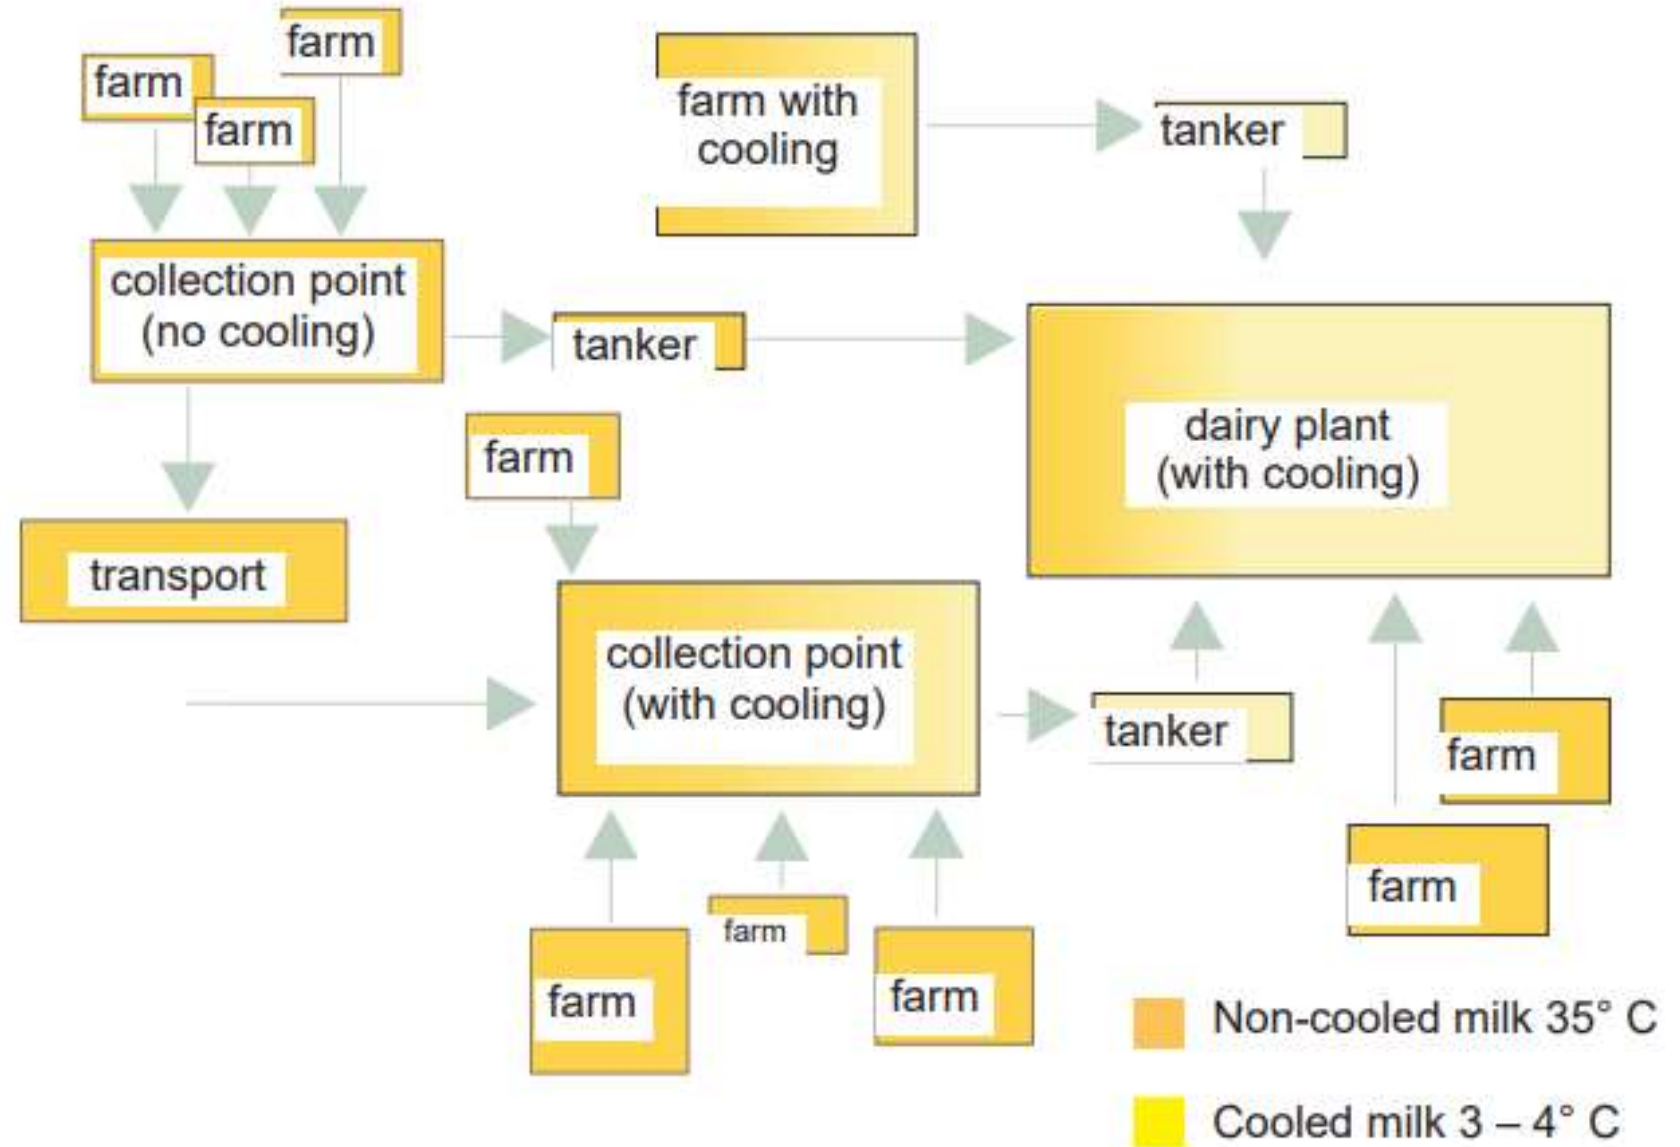 farm
farm
farm
farm with
cooling
tanker
collection point
(no cooling)
tanker
farm
dairy plant
(with cooling)
transport
collection point
(with cooling)
tanker
farm
farm
farm
farm
farm
Non-cooled milk 35° C
Cooled milk 3 – 4° C